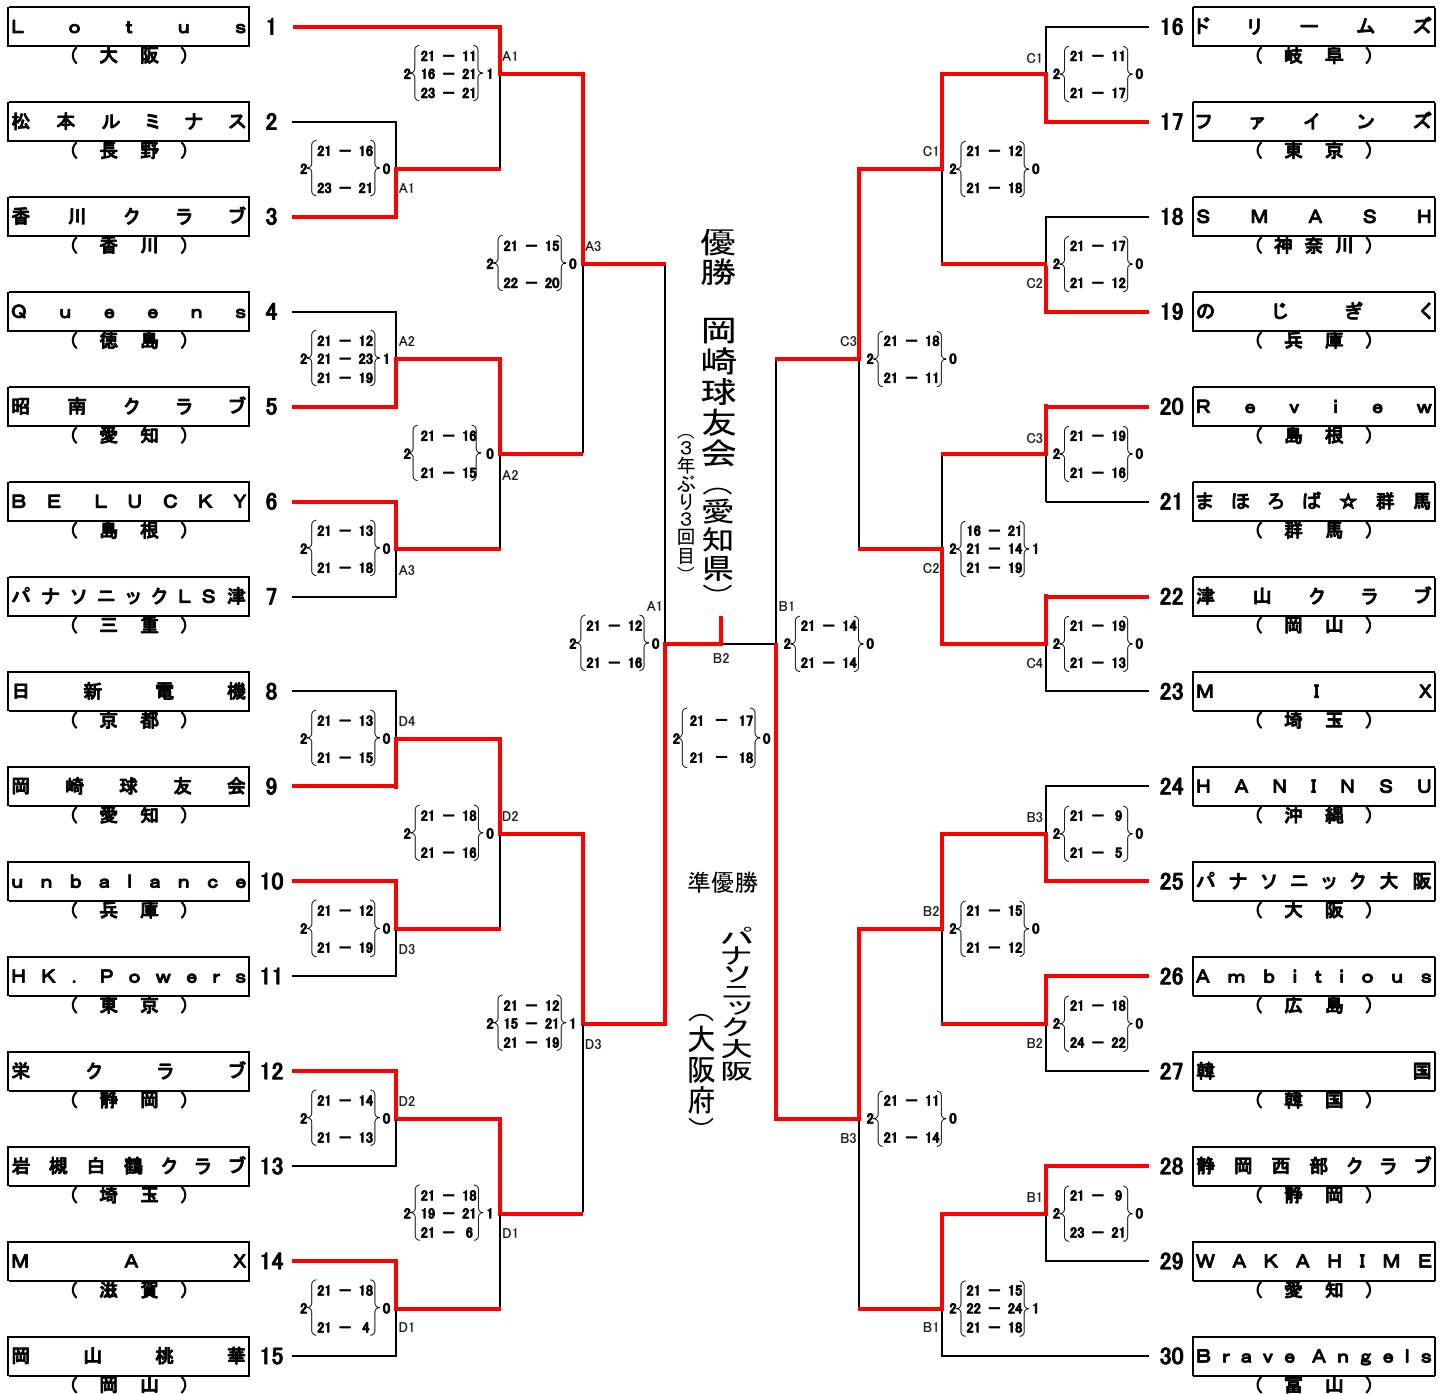 Lotus 1
(大阪)
松本ルミナス 2
(長野)
香川クラブ 3
(香川)
Queens 4
(徳島)
昭南クラブ 5
(愛知)
BE LUCKY 6
(島根)
パナソニックLS津 7
(三重)
日新電機 8
(京都)
岡崎球友会 9
(愛知)
unbalance 10
(兵庫)
HK.Powers 11
(東京)
栄クラブ 12
(静岡)
岩槻白鶴クラブ 13
(埼玉)
MAX 14
(滋賀)
岡山桃華 15
(岡山)
2 0
21 − 16
23 − 21
A1
2 1
21 − 12
21 − 23
21 − 19
A2
2 0
21 − 13
21 − 18
A3
2 0
21 − 13
21 − 15
D4
2 0
21 − 12
21 − 19
D3
2 0
21 − 14
21 − 13
D2
2 0
21 − 18
21 − 4
D1
2 1
21 − 11
16 − 21
23 − 21
A1
2 0
21 − 16
21 − 15
A2
2 0
21 − 18
21 − 16
D2
2 1
21 − 18
19 − 21
21 − 6
D1
2 0
21 − 15
22 − 20
A3
2 1
21 − 12
15 − 21
21 − 19
D3
2 0
21 − 12
21 − 16
A1
優勝 岡崎球友会(愛知県)
(3年ぶり3回目)
B2
2 0
21 − 17
21 − 18
準優勝
パナソニック大阪
(大阪府)
B1
2 0
21 − 14
21 − 14
C3
2 0
21 − 18
21 − 11
B3
2 0
21 − 11
21 − 14
C1
2 0
21 − 12
21 − 18
C2
2 1
16 − 21
21 − 14
21 − 19
B2
2 0
21 − 15
21 − 12
B1
2 1
21 − 15
22 − 24
21 − 18
C1
2 0
21 − 11
21 − 17
C2
2 0
21 − 17
21 − 12
C3
2 0
21 − 19
21 − 16
C4
2 0
21 − 19
21 − 13
B3
2 0
21 − 9
21 − 5
B2
2 0
21 − 18
24 − 22
B1
2 0
21 − 9
23 − 21
16 ドリームズ
(岐阜)
17 ファインズ
(東京)
18 SMASH
(神奈川)
19 のじぎく
(兵庫)
20 Review
(島根)
21 まほろば☆群馬
(群馬)
22 津山クラブ
(岡山)
23 MIX
(埼玉)
24 HANINSU
(沖縄)
25 パナソニック大阪
(大阪)
26 Ambitious
(広島)
27 韓国
(韓国)
28 静岡西部クラブ
(静岡)
29 WAKAHIME
(愛知)
30 Brave Angels
(富山)